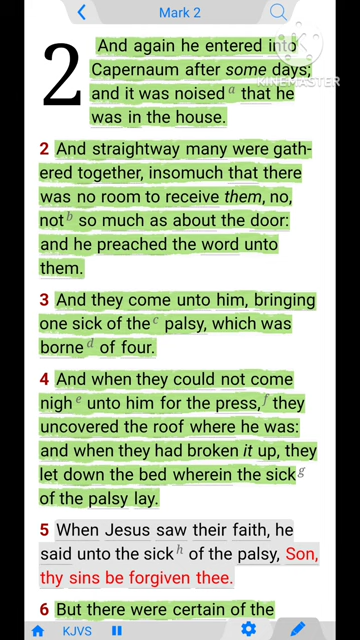 Mark 2
KINEMASTER
2 And again he entered into
Capernaum after some days;
and it was noised a that he
was in the house.
2 And straightway many were gath-
ered together, insomuch that there
was no room to receive them, no,
not b so much as about the door:
and he preached the word unto
them.
3 And they come unto him, bringing
one sick of the c palsy, which was
borne d of four.
4 And when they could not come
nigh e unto him for the press, f they
uncovered the roof where he was:
and when they had broken it up, they
let down the bed wherein the sick g
of the palsy lay.
5 When Jesus saw their faith, he
said unto the sick h of the palsy, Son,
thy sins be forgiven thee.
6 But there were certain of the
KJVS